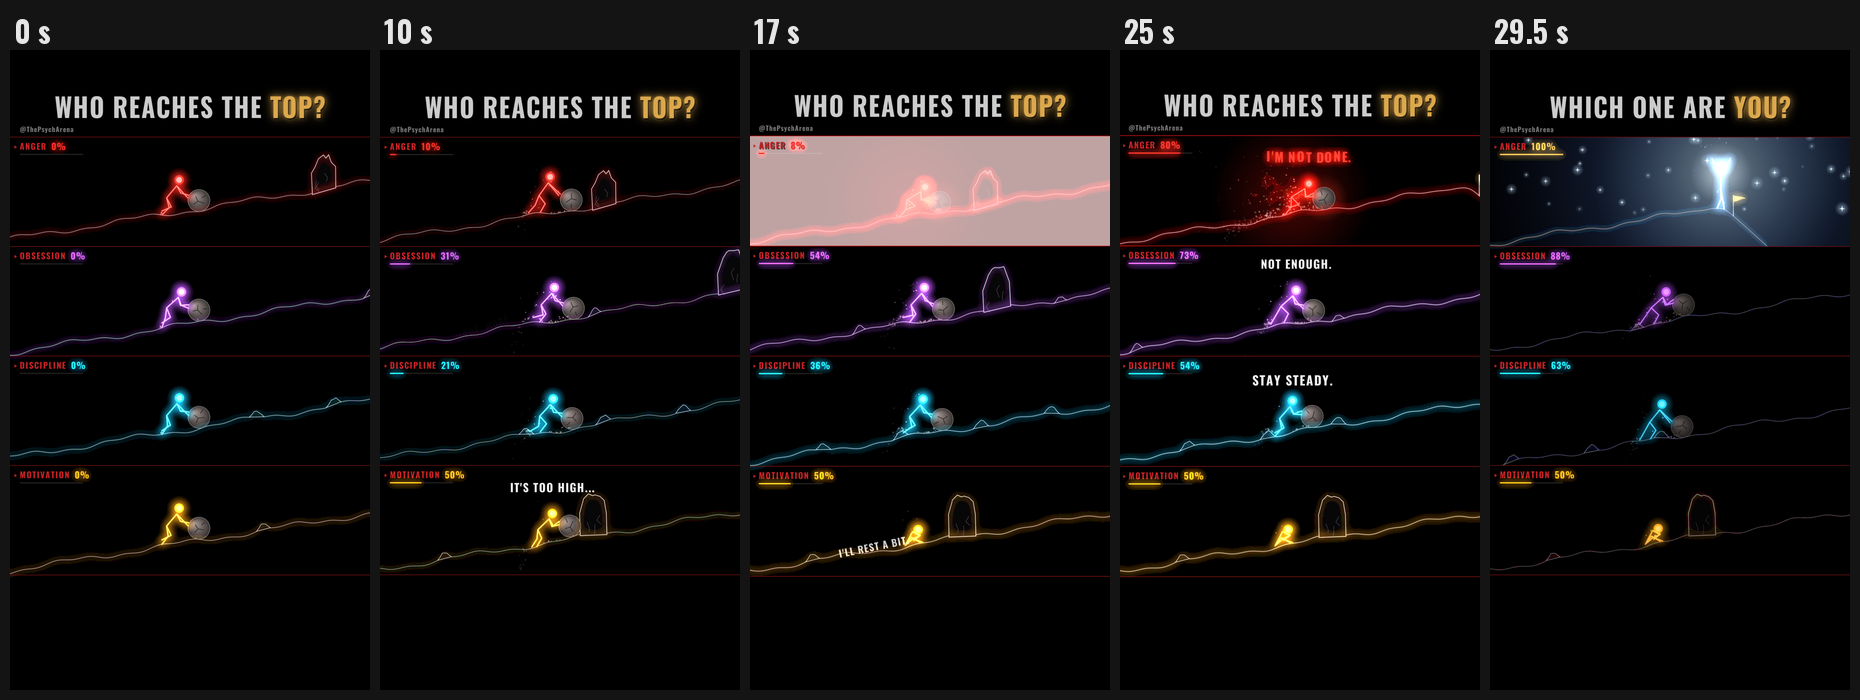 0 s
WHO REACHES THE TOP?
@ThePsychArena
ANGER 0%
OBSESSION 0%
DISCIPLINE 0%
MOTIVATION 0%
10 s
WHO REACHES THE TOP?
@ThePsychArena
ANGER 10%
OBSESSION 31%
DISCIPLINE 21%
MOTIVATION 50%
IT'S TOO HIGH...
17 s
WHO REACHES THE TOP?
@ThePsychArena
ANGER 8%
OBSESSION 54%
DISCIPLINE 36%
MOTIVATION 50%
I'LL REST A BIT
25 s
WHO REACHES THE TOP?
@ThePsychArena
ANGER 80%
I'M NOT DONE.
OBSESSION 73%
NOT ENOUGH.
DISCIPLINE 54%
STAY STEADY.
MOTIVATION 50%
29.5 s
WHICH ONE ARE YOU?
@ThePsychArena
ANGER 100%
OBSESSION 88%
DISCIPLINE 63%
MOTIVATION 50%